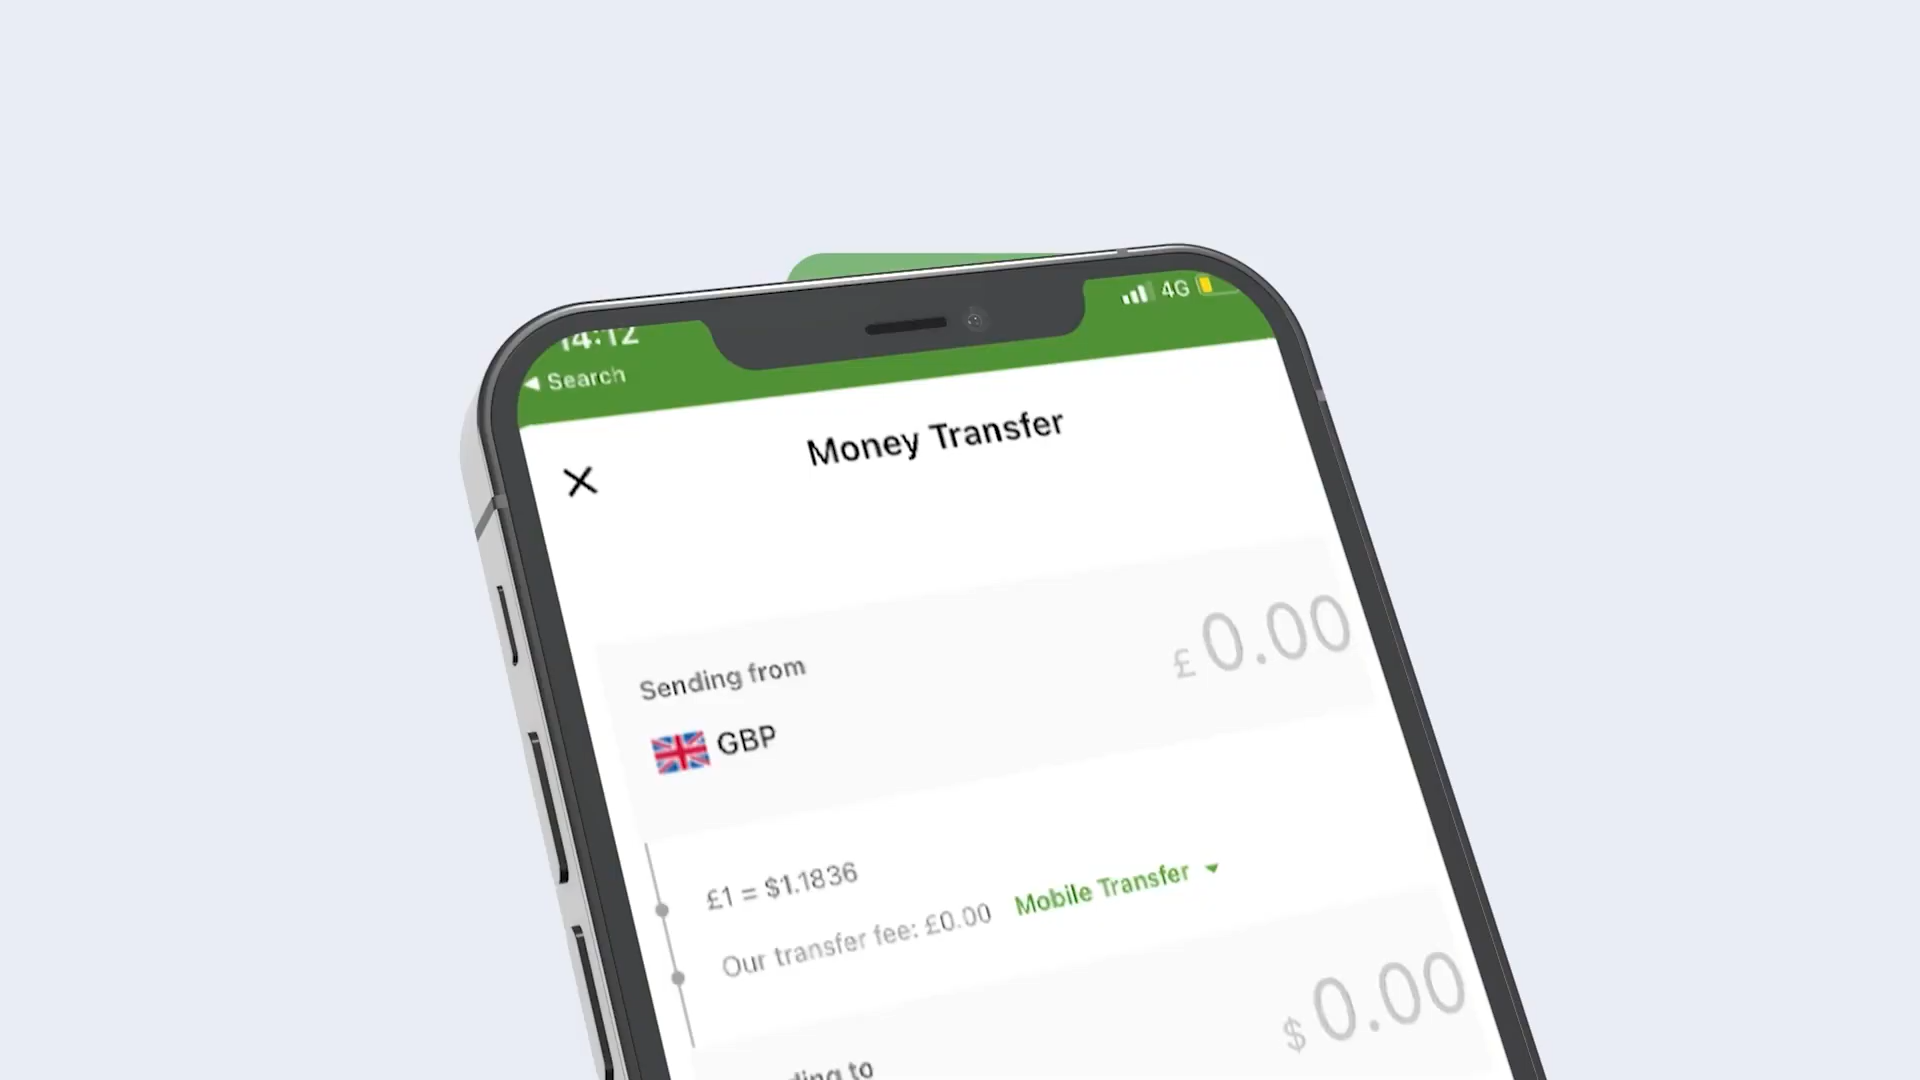 14:12
4G
Search
Money Transfer
Sending from
£0.00
GBP
£1 = $1.1836
Our transfer fee: £0.00 Mobile Transfer
$0.00
to